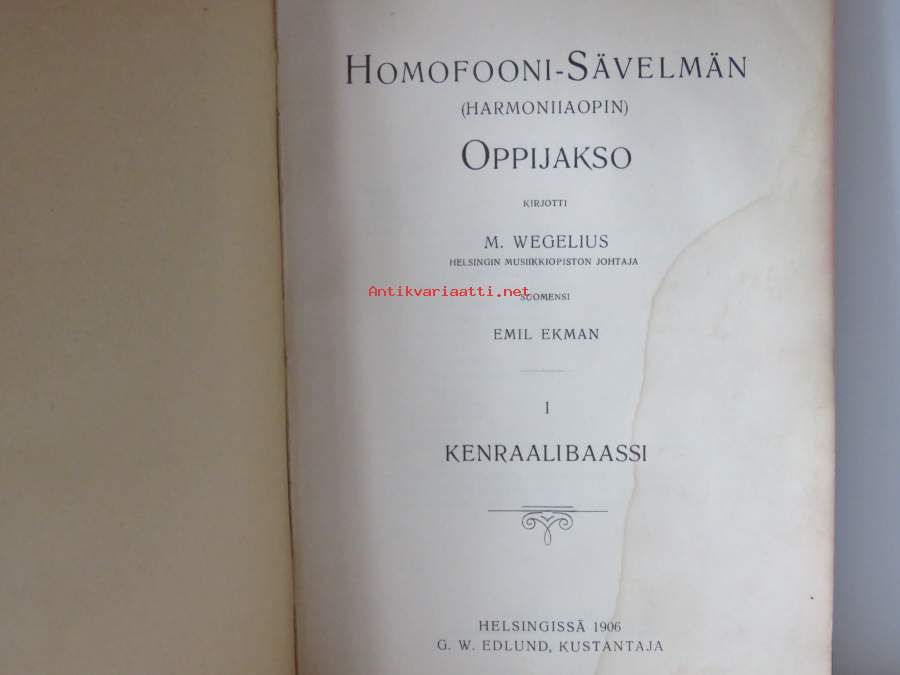 HOMOFOONI-SÄVELMÄN
(HARMONIIAOPIN)
OPPIJAKSO
KIRJOTTI
M. WEGELIUS
HELSINGIN MUSIIKKIOPISTON JOHTAJA
Antikvariaatti.net
SUOMENSI
EMIL EKMAN
I
KENRAALIBAASSI
HELSINGISSÄ 1906
G. W. EDLUND, KUSTANTAJA